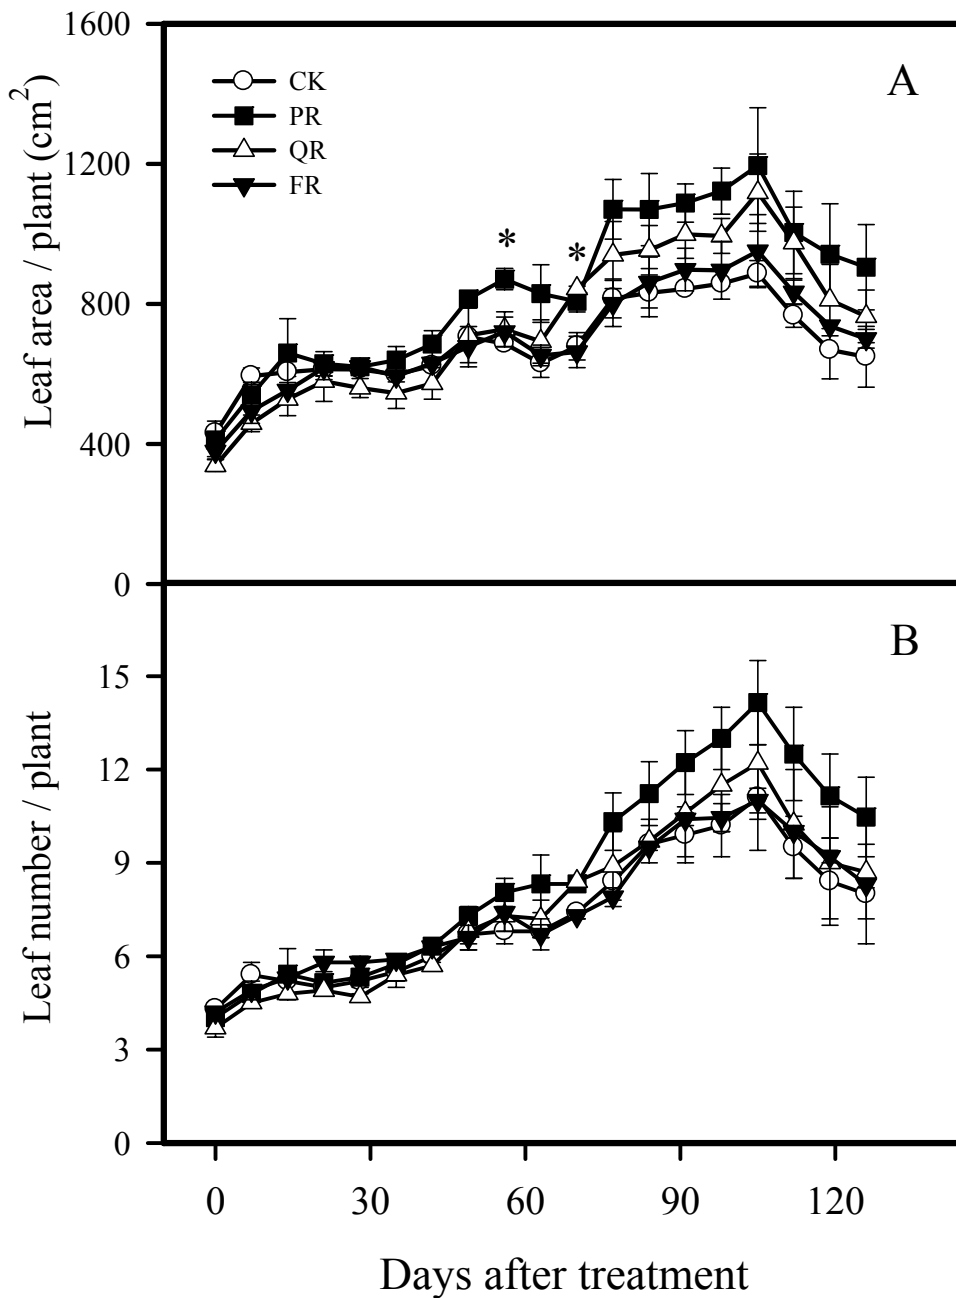 1600
1200
800
400
0
Leaf area / plant (cm²)
CK
PR
QR
FR
A
*
*
B
15
12
9
6
3
0
Leaf number / plant
0 30 60 90 120
Days after treatment